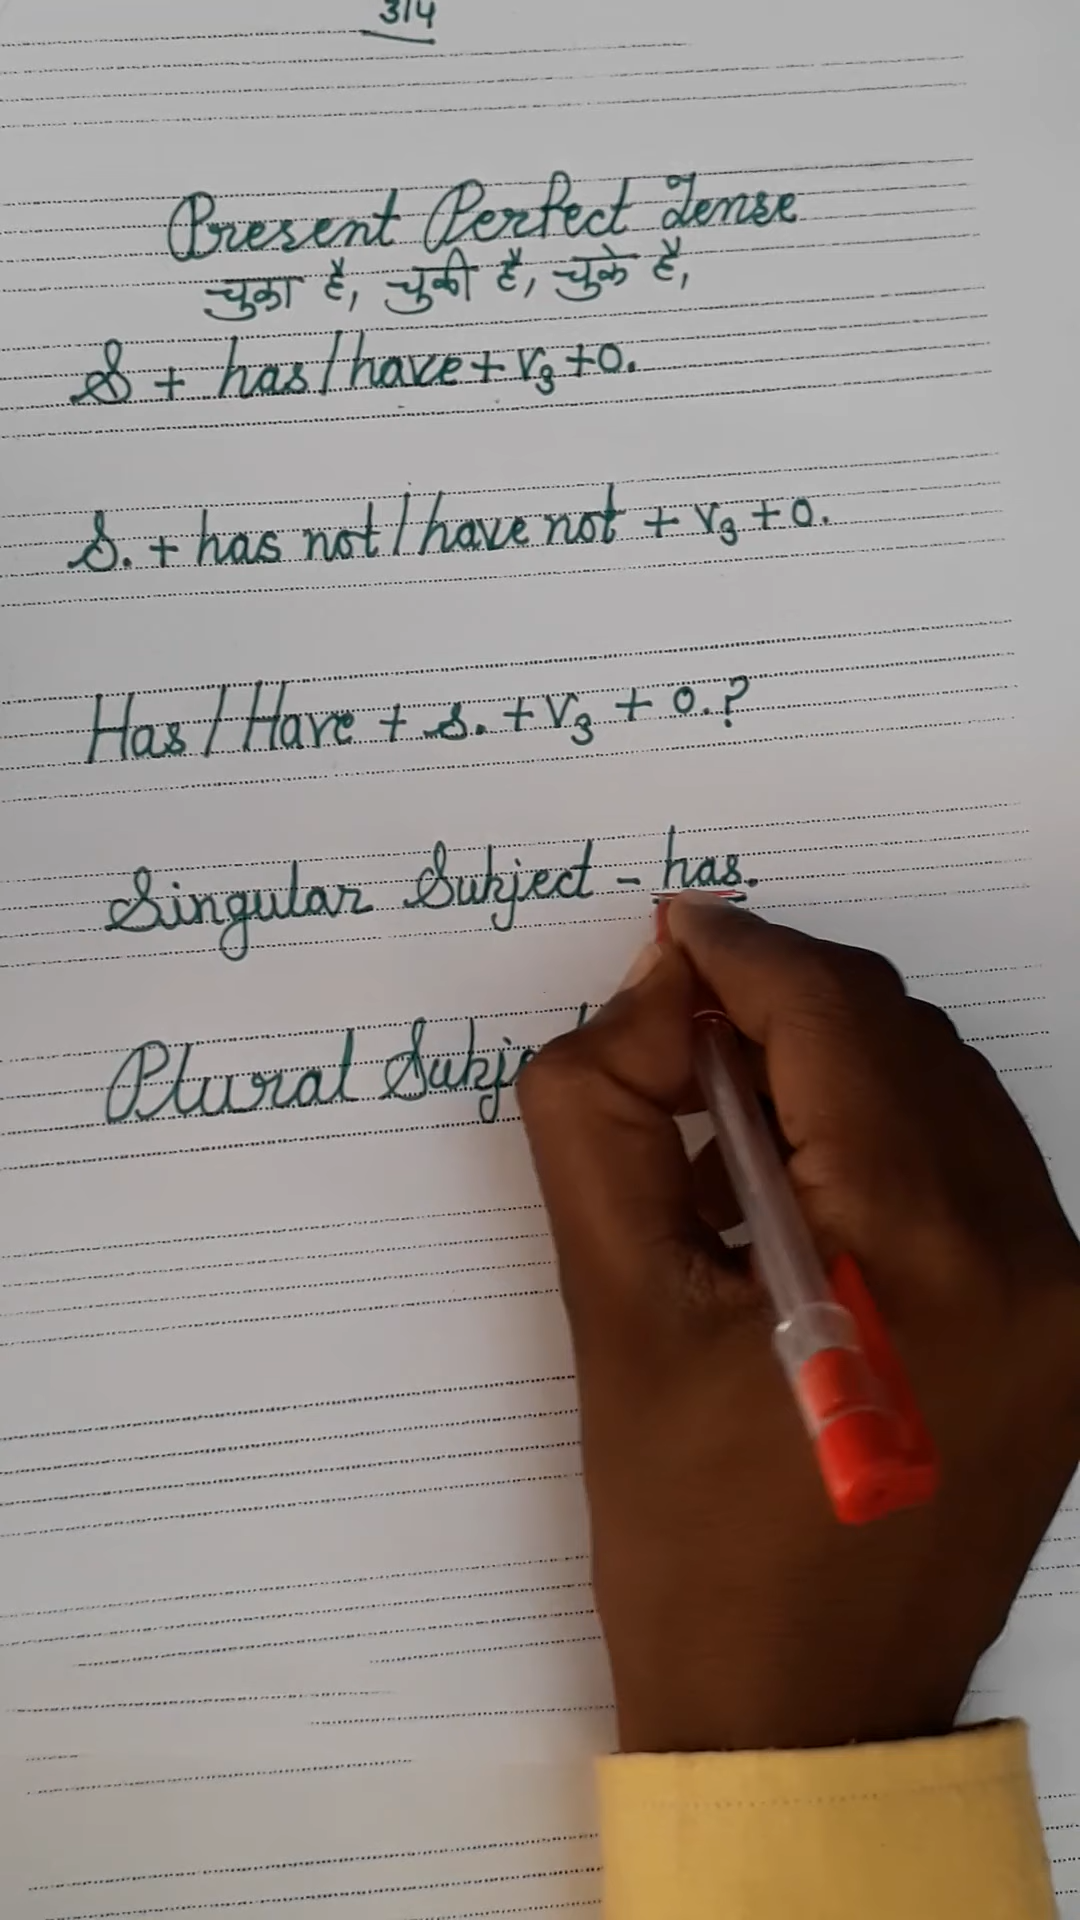 314
Present Perfect Tense
चुका है, चुकी है, चुके है,
S + has/have + V3 + O.
S. + has not/have not + V3 + O.
Has/Have + s. + V3 + O.?
Singular Subject - has.
Plural